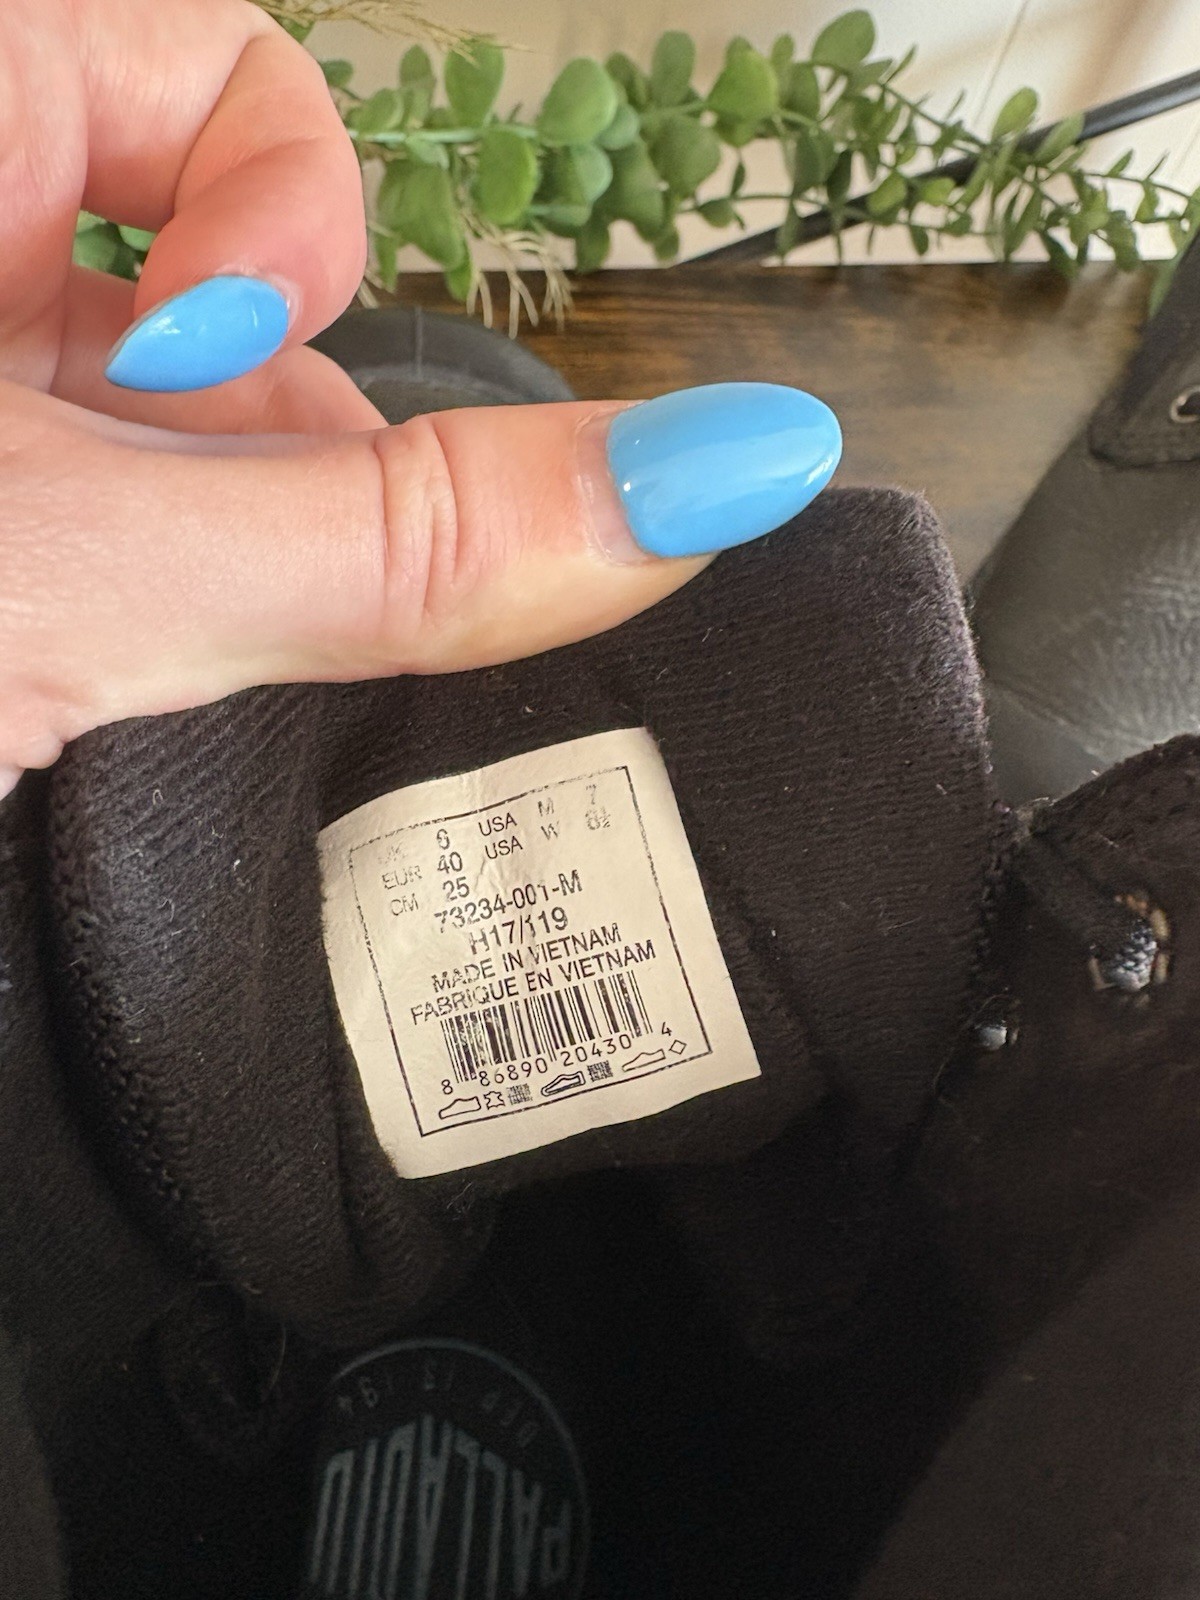 UK 6 USA M 7
EUR 40 USA W 8½
CM 25
73234-001-M
H17/119
MADE IN VIETNAM
FABRIQUE EN VIETNAM
8 86890 20430 4
PALLADIUM